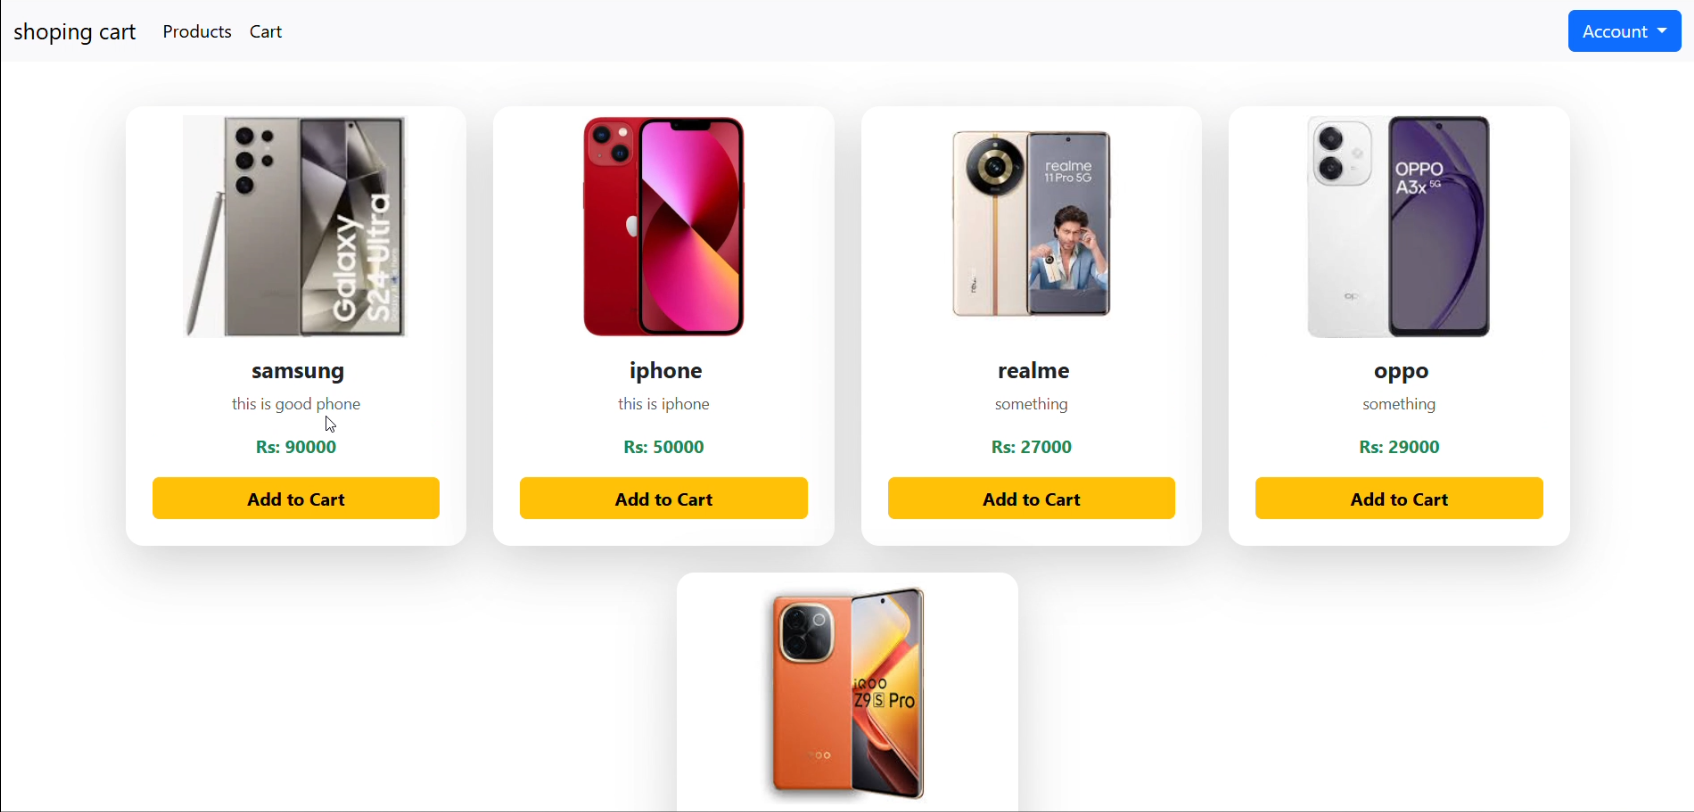 shoping cart
Products
Cart
Account
Galaxy
S24 Ultra
realme
11 Pro 5G
OPPO
A3x 5G
samsung
this is good phone
Rs: 90000
Add to Cart
iphone
this is iphone
Rs: 50000
Add to Cart
realme
something
Rs: 27000
Add to Cart
oppo
something
Rs: 29000
Add to Cart
iQOO
Z9S Pro